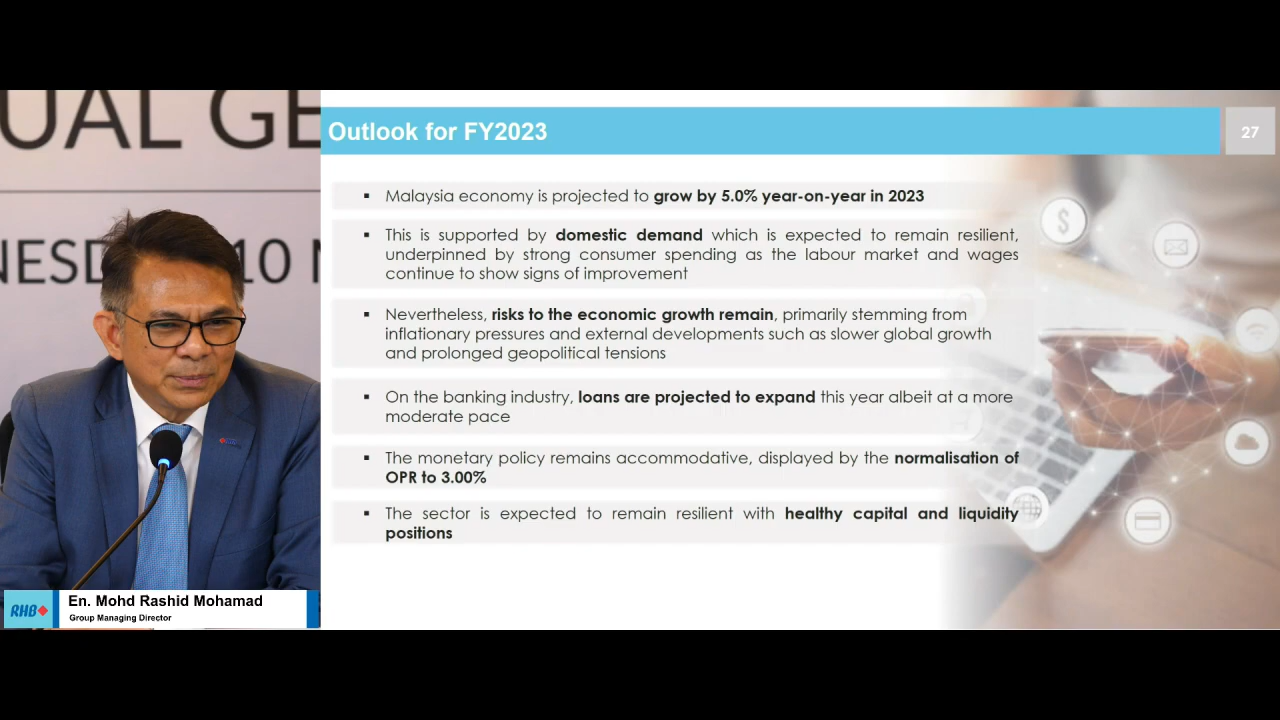 UAL GE
NESD 10
Outlook for FY2023
27
▪ Malaysia economy is projected to grow by 5.0% year-on-year in 2023
▪ This is supported by domestic demand which is expected to remain resilient,
underpinned by strong consumer spending as the labour market and wages
continue to show signs of improvement
▪ Nevertheless, risks to the economic growth remain, primarily stemming from
inflationary pressures and external developments such as slower global growth
and prolonged geopolitical tensions
▪ On the banking industry, loans are projected to expand this year albeit at a more
moderate pace
▪ The monetary policy remains accommodative, displayed by the normalisation of
OPR to 3.00%
▪ The sector is expected to remain resilient with healthy capital and liquidity
positions
$
RHB
En. Mohd Rashid Mohamad
Group Managing Director